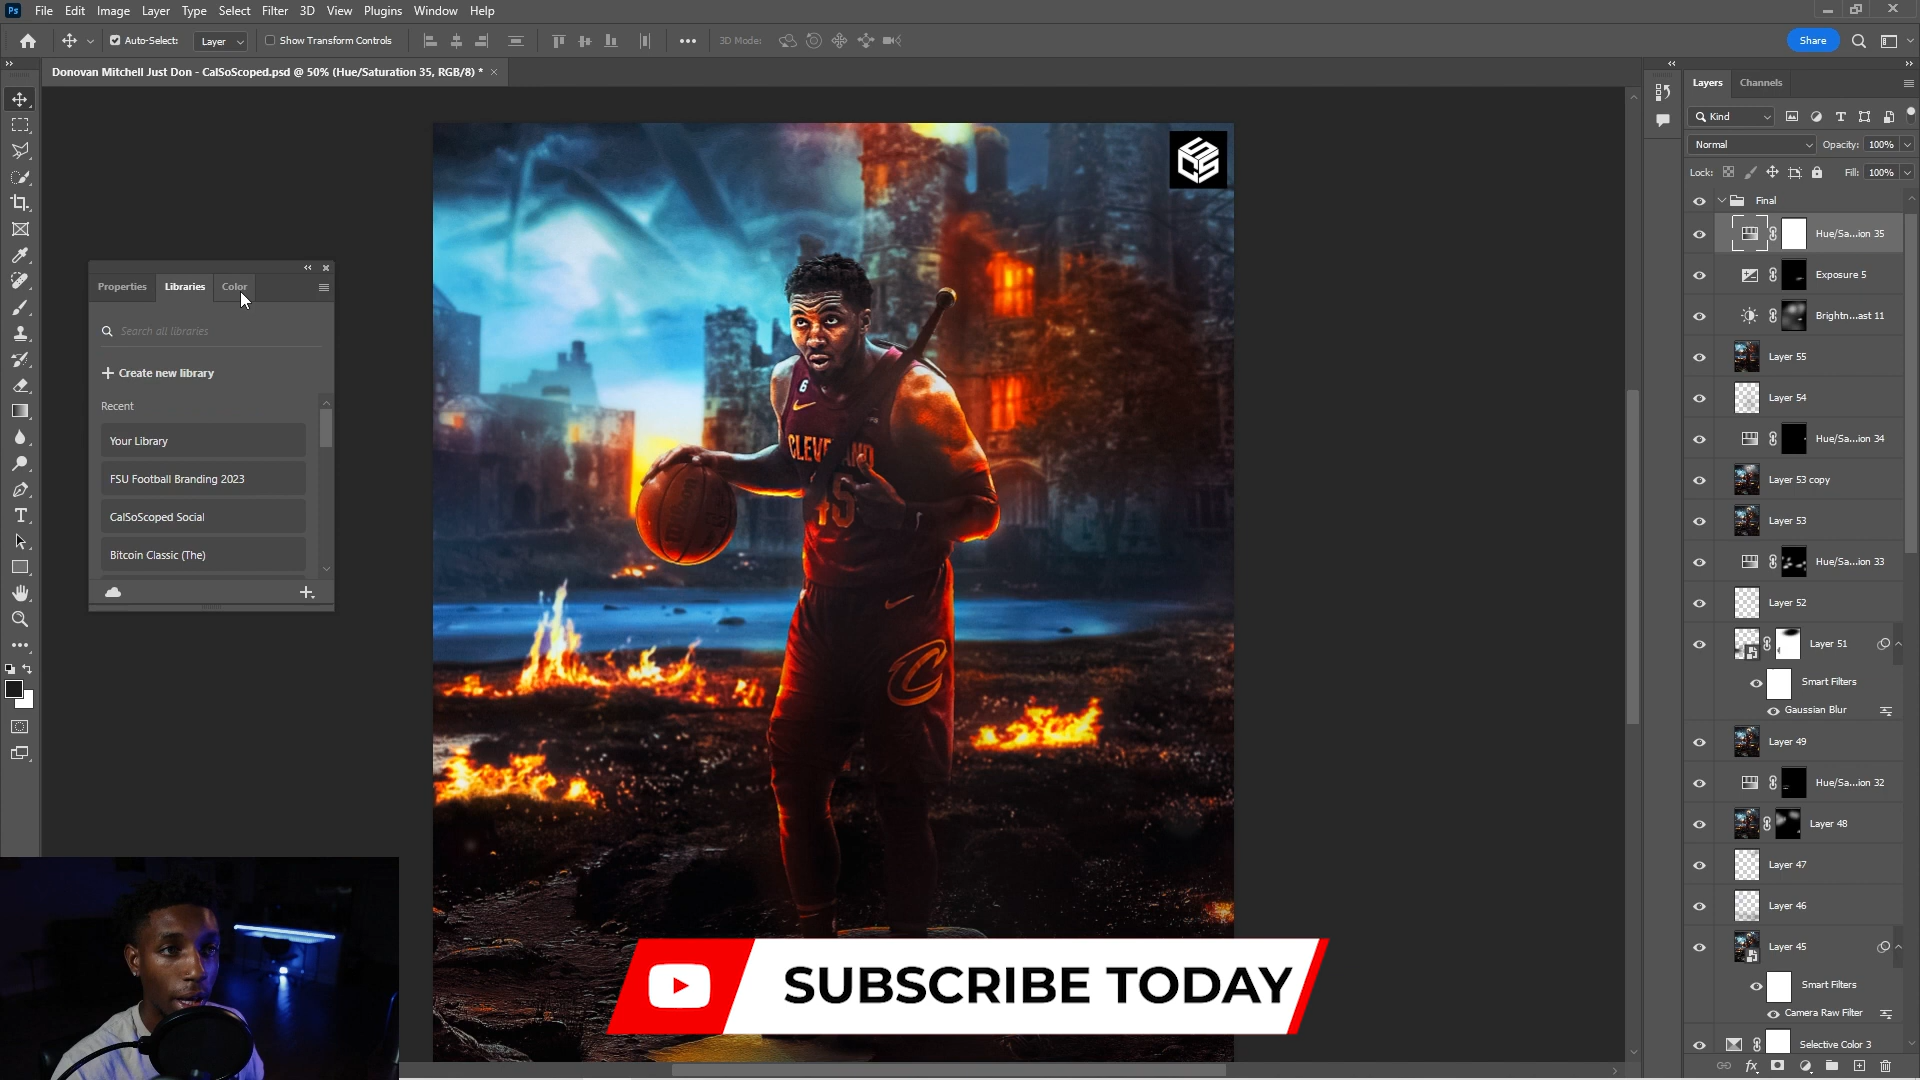 Ps File Edit Image Layer Type Select Filter 3D View Plugins Window Help
Auto-Select: Layer Show Transform Controls 3D Mode: Share
Donovan Mitchell Just Don - CalSoScoped.psd @ 50% (Hue/Saturation 35, RGB/8) *
Properties Libraries Color
Search all libraries
Create new library
Recent
Your Library
FSU Football Branding 2023
CalSoScoped Social
Bitcoin Classic (The)
6
CLEVELAND
45
C
SUBSCRIBE TODAY
Layers Channels
Kind
Normal Opacity: 100%
Lock: Fill: 100%
Final
Hue/Sa...ion 35
Exposure 5
Brightn...ast 11
Layer 55
Layer 54
Hue/Sa...ion 34
Layer 53 copy
Layer 53
Hue/Sa...ion 33
Layer 52
Layer 51
Smart Filters
Gaussian Blur
Layer 49
Hue/Sa...ion 32
Layer 48
Layer 47
Layer 46
Layer 45
Smart Filters
Camera Raw Filter
Selective Color 3
fx